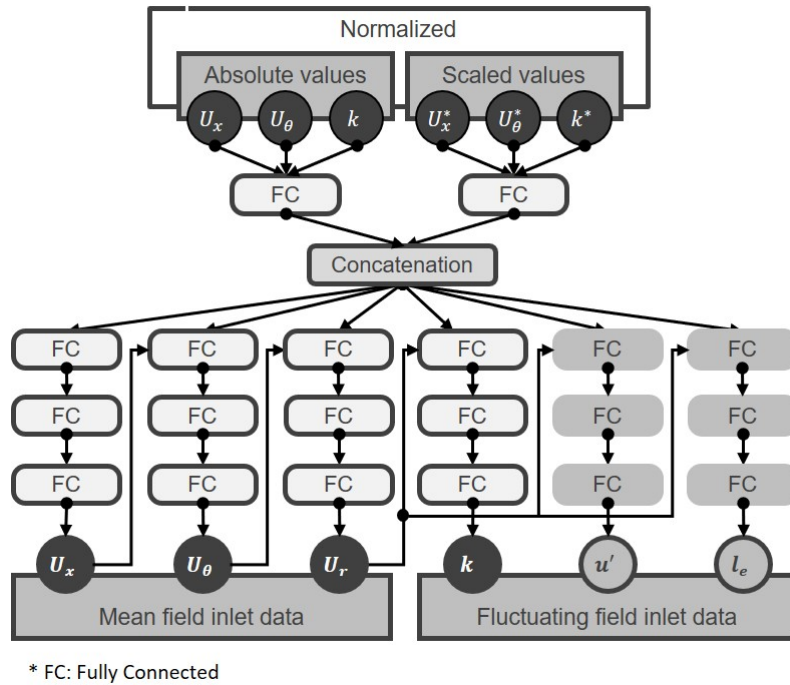 Normalized
Absolute values Scaled values
U_x U_θ k U_x^* U_θ^* k^*
FC FC
Concatenation
FC FC FC FC FC FC
FC FC FC FC FC FC
FC FC FC FC FC FC
U_x U_θ U_r k u' l_e
Mean field inlet data Fluctuating field inlet data
* FC: Fully Connected